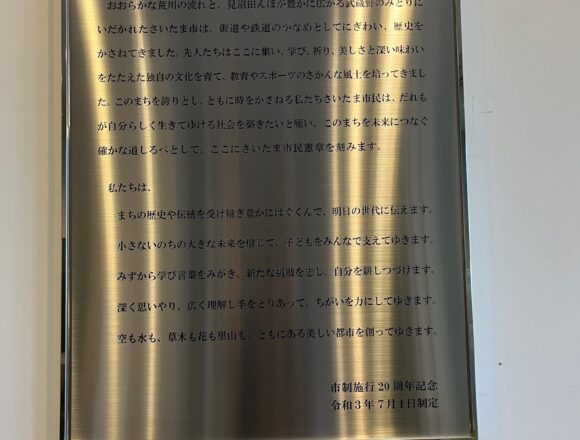 おおらかな荒川の流れと、見沼田んぼが豊かに広がる武蔵野のみどりに
いだかれたさいたま市は、街道や鉄道のかなめとしてにぎわい、歴史を
かさねてきました。先人たちはここに集い、学び、祈り、美しさと深い味わい
をたたえた独自の文化を育て、教育やスポーツのさかんな風土を培ってきまし
た。このまちを誇りとし、ともに時をかさねる私たちさいたま市民は、だれも
が自分らしく生きてゆける社会を築きたいと願い、このまちを未来につなぐ
確かな道しるべとして、ここにさいたま市民憲章を刻みます。
私たちは、
まちの歴史や伝統を受け継ぎ豊かにはぐくんで、明日の世代に伝えます。
小さないのちの大きな未来を信じて、子どもをみんなで支えてゆきます。
みずから学び言葉をみがき、新たな挑戦を志し、自分を耕しつづけます。
深く思いやり、広く理解し手をとりあって、ちがいを力にしてゆきます。
空も水も、草木も花も里山も、ともにある美しい都市を創ってゆきます。
市制施行20周年記念
令和3年7月1日制定